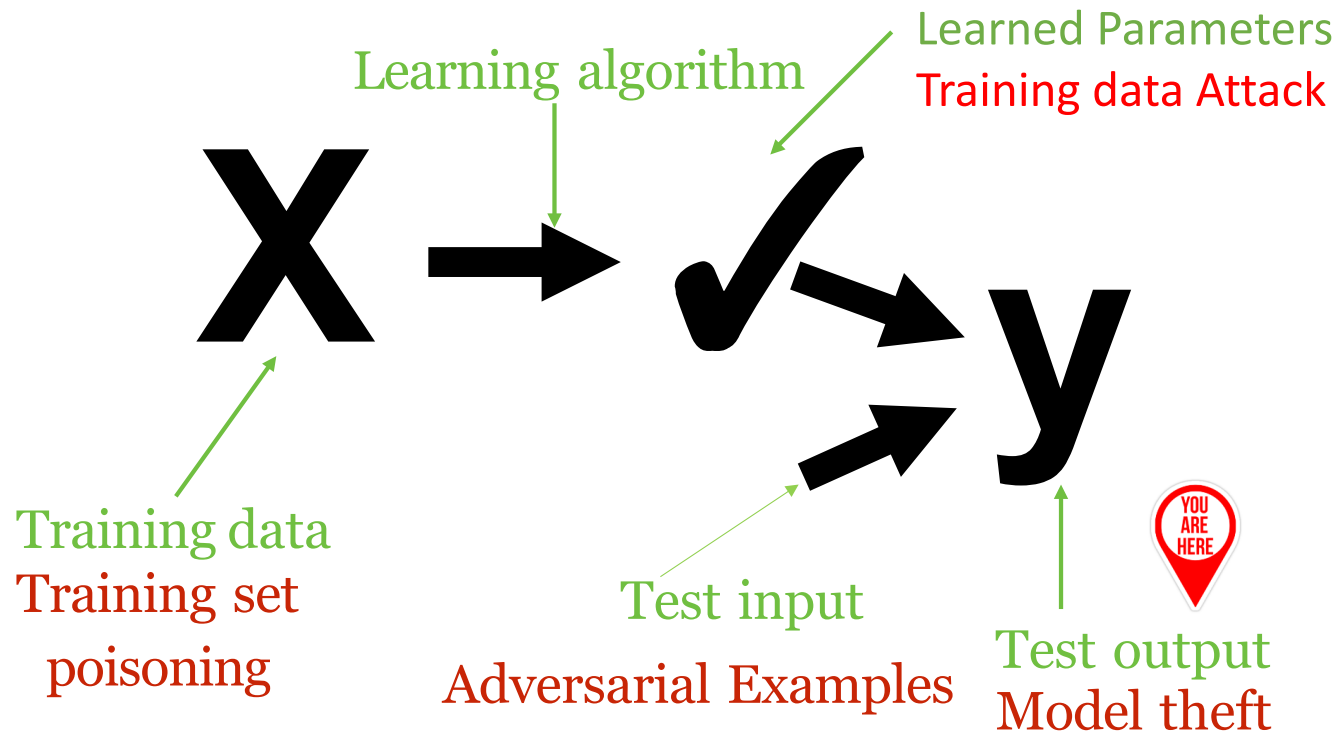 Learning algorithm
Learned Parameters
Training data Attack
X
y
YOU
ARE
HERE
Training data
Training set
poisoning
Test input
Adversarial Examples
Test output
Model theft